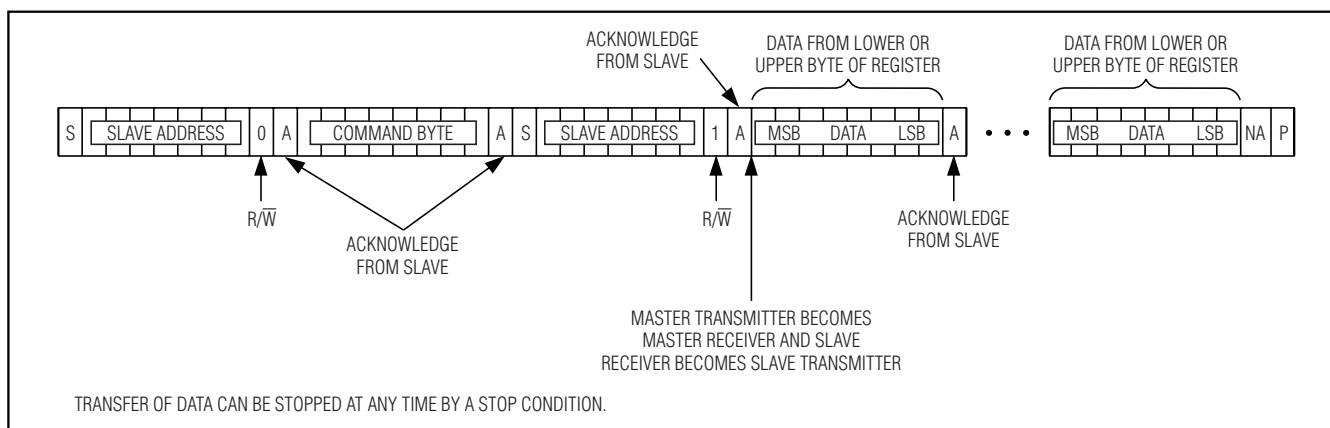 ACKNOWLEDGE
FROM SLAVE
DATA FROM LOWER OR
UPPER BYTE OF REGISTER
DATA FROM LOWER OR
UPPER BYTE OF REGISTER
S SLAVE ADDRESS 0 A COMMAND BYTE A S SLAVE ADDRESS 1 A MSB DATA LSB A • • • MSB DATA LSB NA P
R/W̅
ACKNOWLEDGE
FROM SLAVE
R/W̅
ACKNOWLEDGE
FROM SLAVE
MASTER TRANSMITTER BECOMES
MASTER RECEIVER AND SLAVE
RECEIVER BECOMES SLAVE TRANSMITTER
TRANSFER OF DATA CAN BE STOPPED AT ANY TIME BY A STOP CONDITION.